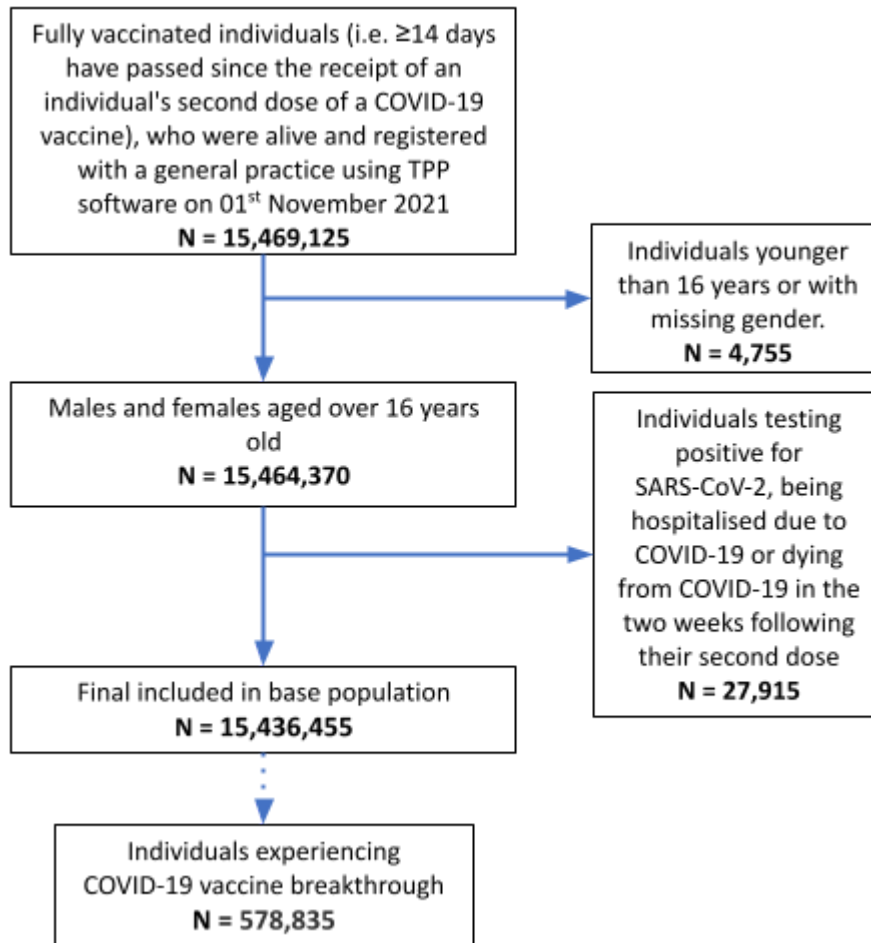 Fully vaccinated individuals (i.e. ≥14 days
have passed since the receipt of an
individual's second dose of a COVID-19
vaccine), who were alive and registered
with a general practice using TPP
software on 01st November 2021
N = 15,469,125
Individuals younger
than 16 years or with
missing gender.
N = 4,755
Males and females aged over 16 years
old
N = 15,464,370
Individuals testing
positive for
SARS-CoV-2, being
hospitalised due to
COVID-19 or dying
from COVID-19 in the
two weeks following
their second dose
N = 27,915
Final included in base population
N = 15,436,455
Individuals experiencing
COVID-19 vaccine breakthrough
N = 578,835